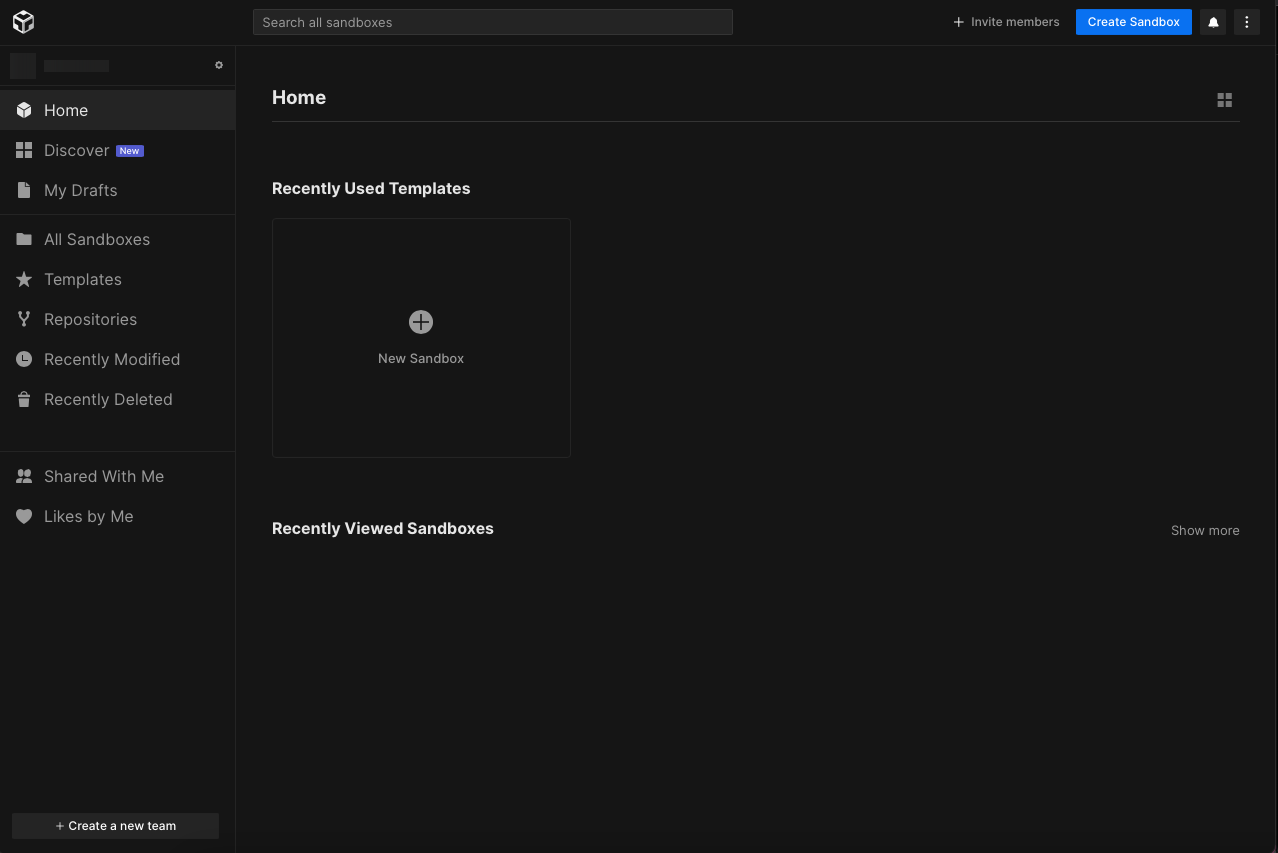 Search all sandboxes
Invite members
Create Sandbox
Home
Discover New
My Drafts
All Sandboxes
Templates
Repositories
Recently Modified
Recently Deleted
Shared With Me
Likes by Me
+ Create a new team
Home
Recently Used Templates
New Sandbox
Recently Viewed Sandboxes
Show more